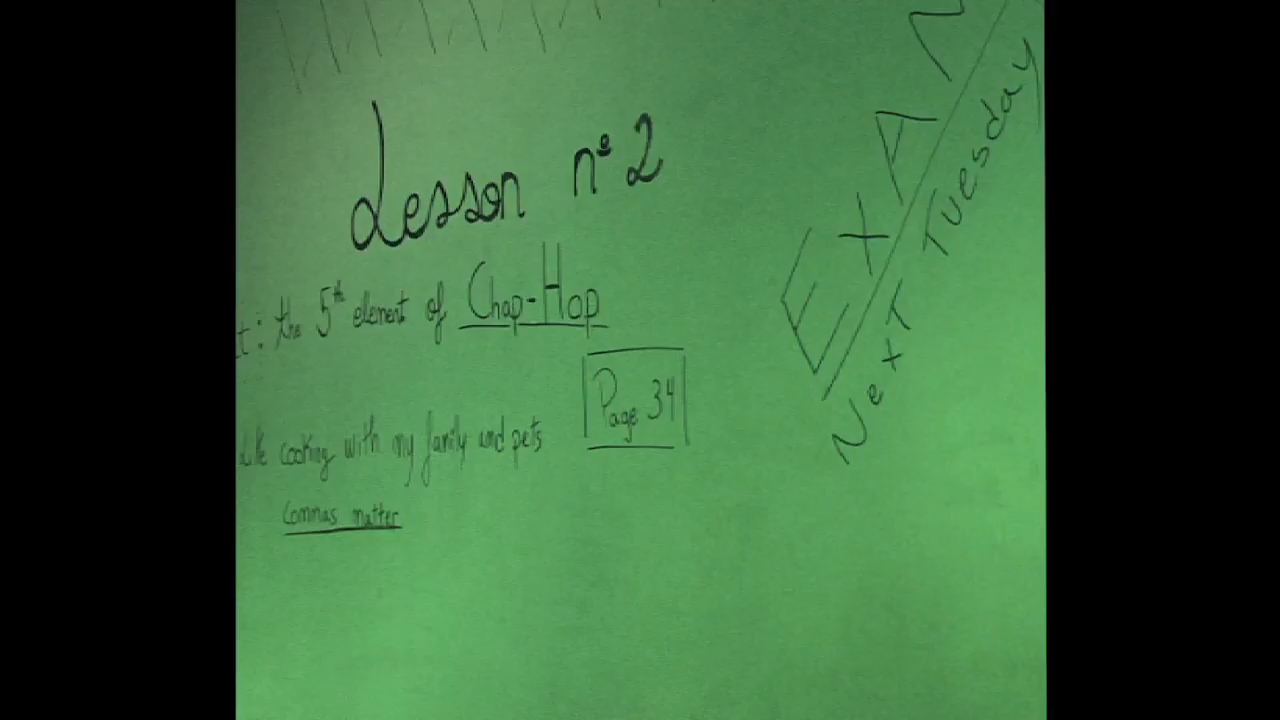 Lesson nº 2
the 5th element of Chap-Hop
Page 34
like cooking with my family and pets
Commas matter
EXAM
Next Tuesday